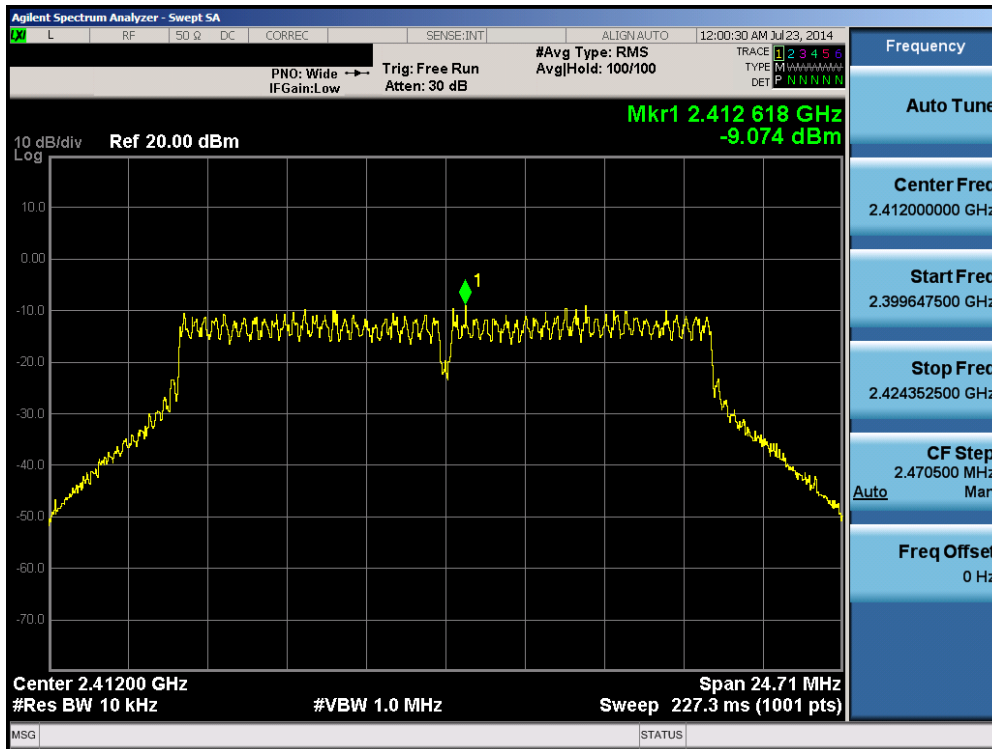 Agilent Spectrum Analyzer - Swept SA
LXI L RF 50 Ω DC CORREC SENSE:INT ALIGN AUTO 12:00:30 AM Jul 23, 2014
PNO: Wide
IFGain:Low
Trig: Free Run
Atten: 30 dB
#Avg Type: RMS
Avg|Hold: 100/100
TRACE 1 2 3 4 5 6
TYPE M WWWWW
DET P N N N N N
Mkr1 2.412 618 GHz
-9.074 dBm
10 dB/div Ref 20.00 dBm
Log
1
10.0
0.00
-10.0
-20.0
-30.0
-40.0
-50.0
-60.0
-70.0
Center 2.41200 GHz Span 24.71 MHz
#Res BW 10 kHz #VBW 1.0 MHz Sweep 227.3 ms (1001 pts)
MSG STATUS
Frequency
Auto Tune
Center Freq
2.412000000 GHz
Start Freq
2.399647500 GHz
Stop Freq
2.424352500 GHz
CF Step
2.470500 MHz
Auto Man
Freq Offset
0 Hz